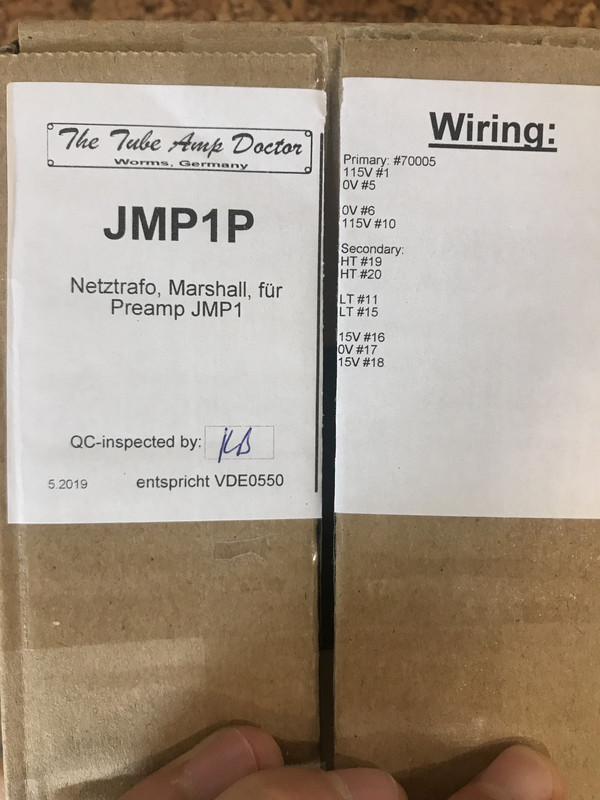 The Tube Amp Doctor
Worms, Germany
JMP1P
Netztrafo, Marshall, für
Preamp JMP1
QC-inspected by:
5.2019 entspricht VDE0550
Wiring:
Primary: #70005
115V #1
0V #5
0V #6
115V #10
Secondary:
HT #19
HT #20
LT #11
LT #15
15V #16
0V #17
15V #18